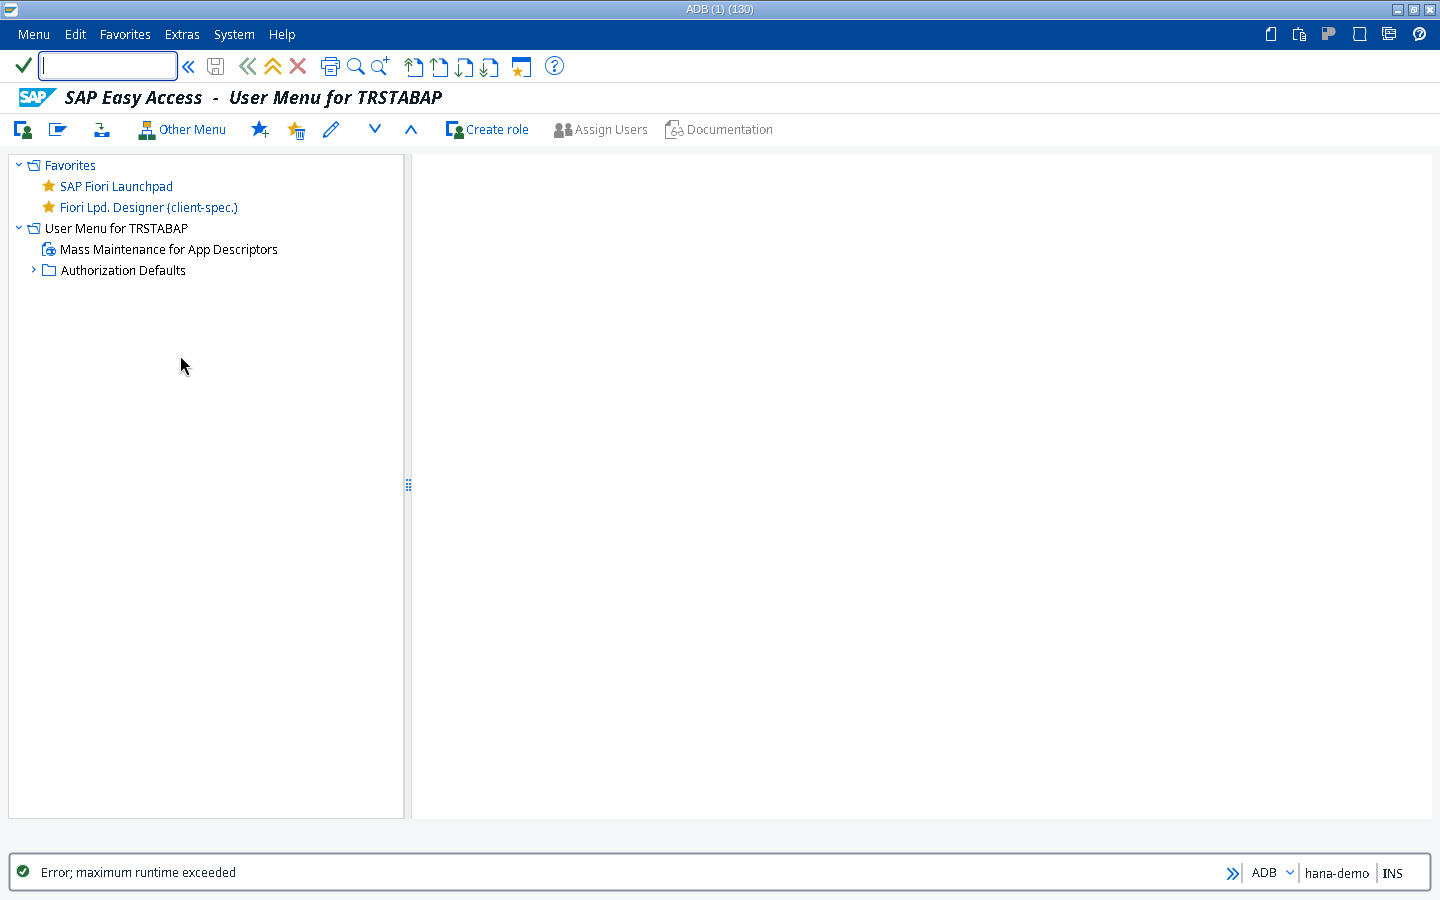 ADB (1) (130)
Menu Edit Favorites Extras System Help
SAP SAP Easy Access - User Menu for TRSTABAP
Other Menu Create role Assign Users Documentation
Favorites
SAP Fiori Launchpad
Fiori Lpd. Designer (client-spec.)
User Menu for TRSTABAP
Mass Maintenance for App Descriptors
Authorization Defaults
Error; maximum runtime exceeded ADB hana-demo INS